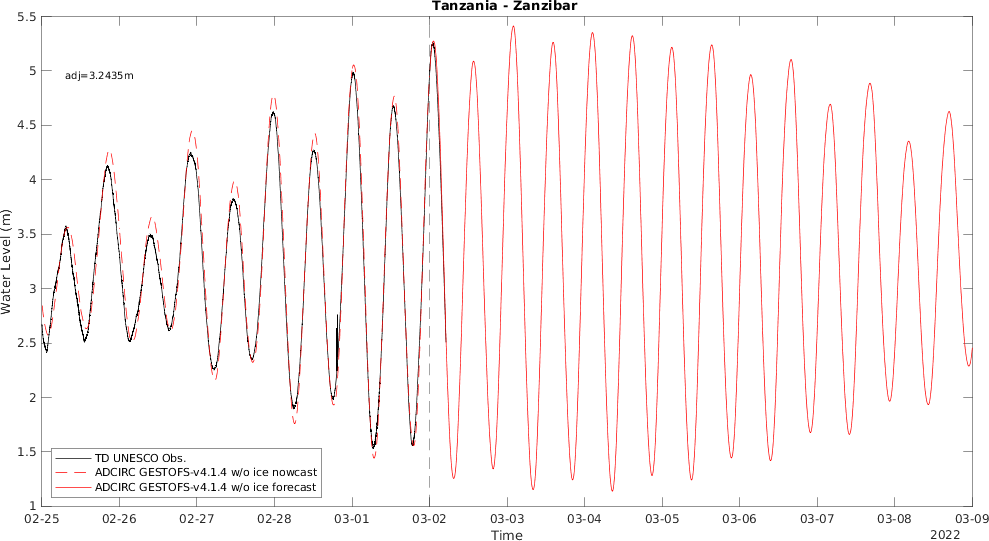 Tanzania - Zanzibar
adj=3.2435m
Water Level (m)
5.5
5
4.5
4
3.5
3
2.5
2
1.5
1
TD UNESCO Obs.
ADCIRC GESTOFS-v4.1.4 w/o ice nowcast
ADCIRC GESTOFS-v4.1.4 w/o ice forecast
02-25 02-26 02-27 02-28 03-01 03-02 03-03 03-04 03-05 03-06 03-07 03-08 03-09
Time
2022